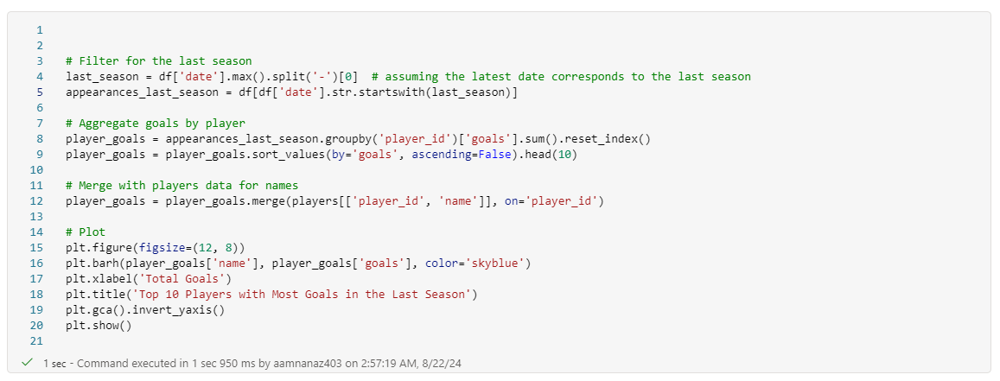 1
2
3 # Filter for the last season
4 last_season = df['date'].max().split('-')[0]  # assuming the latest date corresponds to the last season
5 appearances_last_season = df[df['date'].str.startswith(last_season)]
6
7 # Aggregate goals by player
8 player_goals = appearances_last_season.groupby('player_id')['goals'].sum().reset_index()
9 player_goals = player_goals.sort_values(by='goals', ascending=False).head(10)
10
11 # Merge with players data for names
12 player_goals = player_goals.merge(players[['player_id', 'name']], on='player_id')
13
14 # Plot
15 plt.figure(figsize=(12, 8))
16 plt.barh(player_goals['name'], player_goals['goals'], color='skyblue')
17 plt.xlabel('Total Goals')
18 plt.title('Top 10 Players with Most Goals in the Last Season')
19 plt.gca().invert_yaxis()
20 plt.show()
21
1 sec - Command executed in 1 sec 950 ms by aamnanaz403 on 2:57:19 AM, 8/22/24